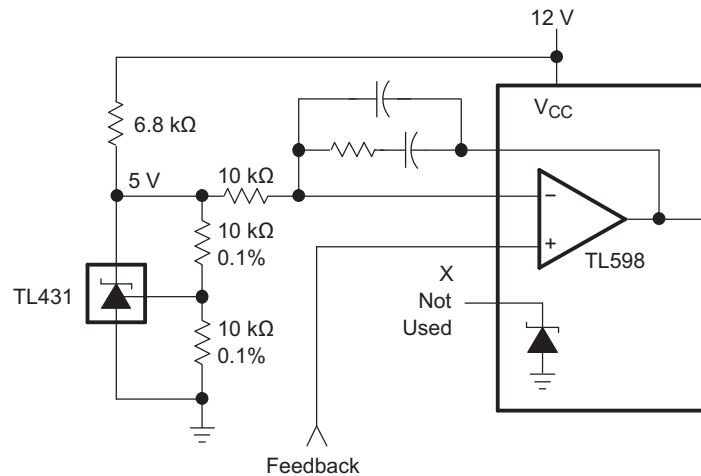 12 V
VCC
6.8 kΩ
5 V
10 kΩ
10 kΩ
0.1%
TL431
10 kΩ
0.1%
−
+
TL598
X
Not
Used
Feedback